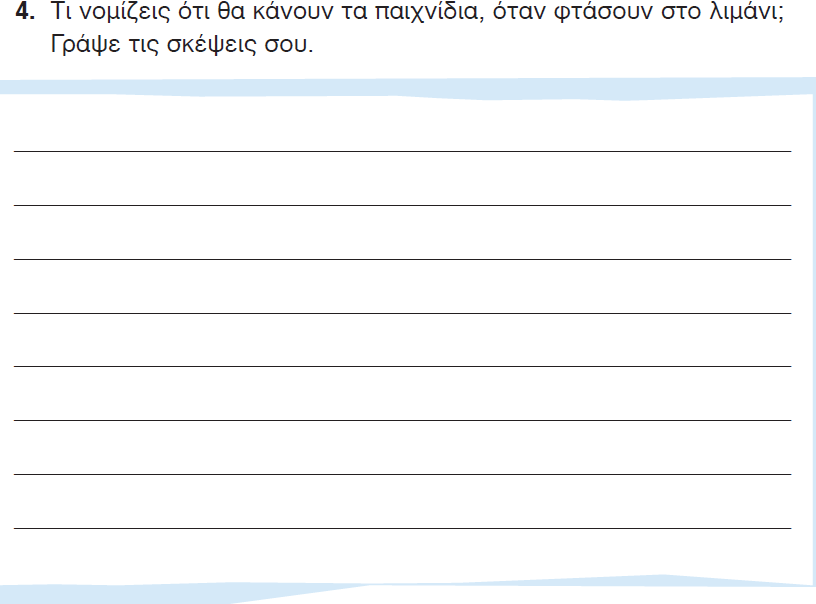 4. Τι νομίζεις ότι θα κάνουν τα παιχνίδια, όταν φτάσουν στο λιμάνι;
Γράψε τις σκέψεις σου.